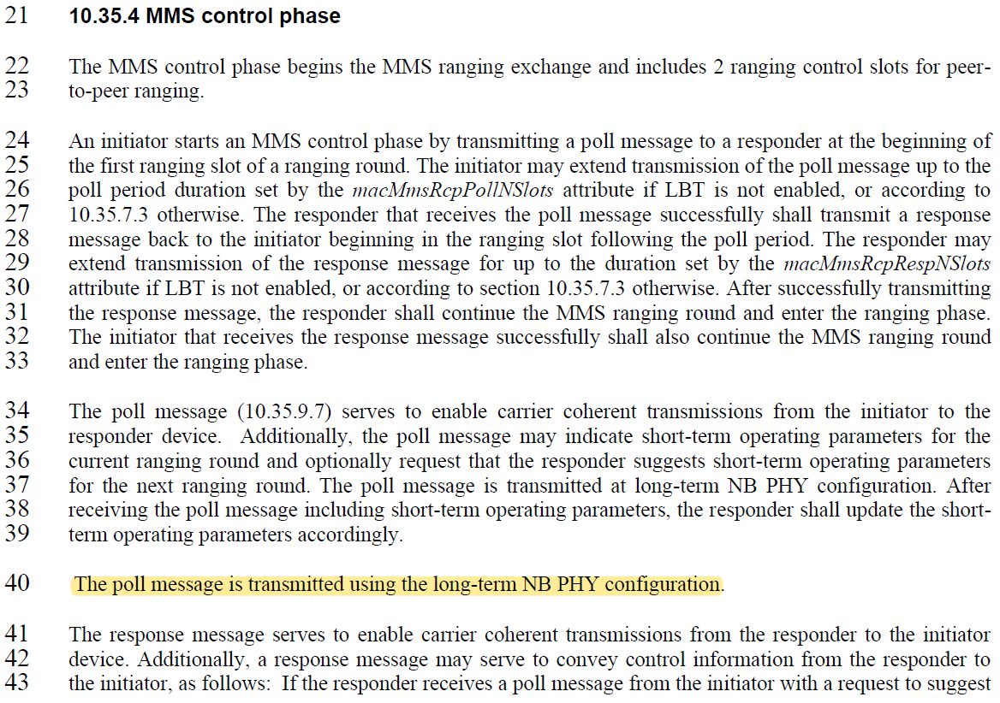 21 10.35.4 MMS control phase
22 The MMS control phase begins the MMS ranging exchange and includes 2 ranging control slots for peer-
23 to-peer ranging.
24 An initiator starts an MMS control phase by transmitting a poll message to a responder at the beginning of
25 the first ranging slot of a ranging round. The initiator may extend transmission of the poll message up to the
26 poll period duration set by the macMmsRcpPollNSlots attribute if LBT is not enabled, or according to
27 10.35.7.3 otherwise. The responder that receives the poll message successfully shall transmit a response
28 message back to the initiator beginning in the ranging slot following the poll period. The responder may
29 extend transmission of the response message for up to the duration set by the macMmsRcpRespNSlots
30 attribute if LBT is not enabled, or according to section 10.35.7.3 otherwise. After successfully transmitting
31 the response message, the responder shall continue the MMS ranging round and enter the ranging phase.
32 The initiator that receives the response message successfully shall also continue the MMS ranging round
33 and enter the ranging phase.
34 The poll message (10.35.9.7) serves to enable carrier coherent transmissions from the initiator to the
35 responder device. Additionally, the poll message may indicate short-term operating parameters for the
36 current ranging round and optionally request that the responder suggests short-term operating parameters
37 for the next ranging round. The poll message is transmitted at long-term NB PHY configuration. After
38 receiving the poll message including short-term operating parameters, the responder shall update the short-
39 term operating parameters accordingly.
40 The poll message is transmitted using the long-term NB PHY configuration.
41 The response message serves to enable carrier coherent transmissions from the responder to the initiator
42 device. Additionally, a response message may serve to convey control information from the responder to
43 the initiator, as follows: If the responder receives a poll message from the initiator with a request to suggest